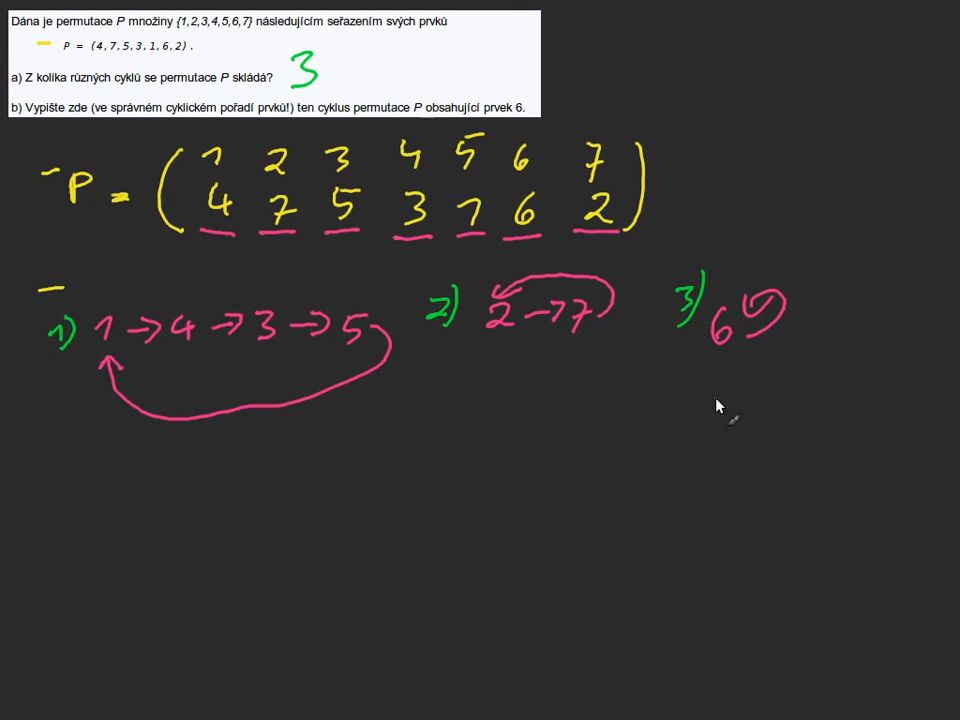 Dána je permutace P množiny {1,2,3,4,5,6,7} následujícím seřazením svých prvků
P = (4,7,5,3,1,6,2).
a) Z kolika různých cyklů se permutace P skládá? 3
b) Vypište zde (ve správném cyklickém pořadí prvků!) ten cyklus permutace P obsahující prvek 6.
1 2 3 4 5 6 7
P = ( 4 7 5 3 1 6 2 )
1) 1 → 4 → 3 → 5 2) 2 → 7 3) 6